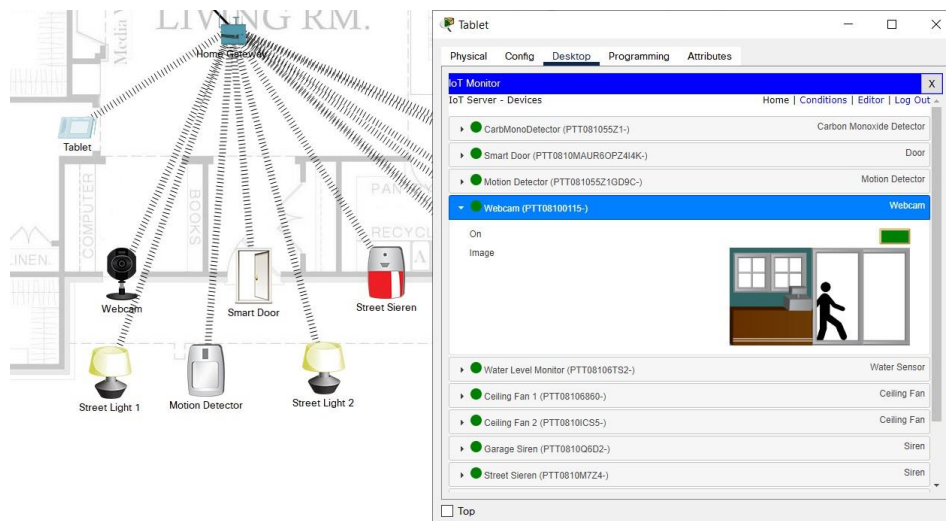 LIVING RM.
Media
Home Gateway
Tablet
COMPUTER
BOOKS
LINEN.
Webcam
Smart Door
Street Sieren
Street Light 1
Motion Detector
Street Light 2
Tablet
Physical Config Desktop Programming Attributes
IoT Monitor X
IoT Server - Devices Home | Conditions | Editor | Log Out
CarbMonoDetector (PTT081055Z1-) Carbon Monoxide Detector
Smart Door (PTT0810MAUR6OPZ4I4K-) Door
Motion Detector (PTT081055Z1GD9C-) Motion Detector
Webcam (PTT08100115-) Webcam
On
Image
Water Level Monitor (PTT08106TS2-) Water Sensor
Ceiling Fan 1 (PTT08106860-) Ceiling Fan
Ceiling Fan 2 (PTT0810ICS5-) Ceiling Fan
Garage Siren (PTT0810Q6D2-) Siren
Street Sieren (PTT0810M7Z4-) Siren
Top